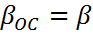 β_OC = β